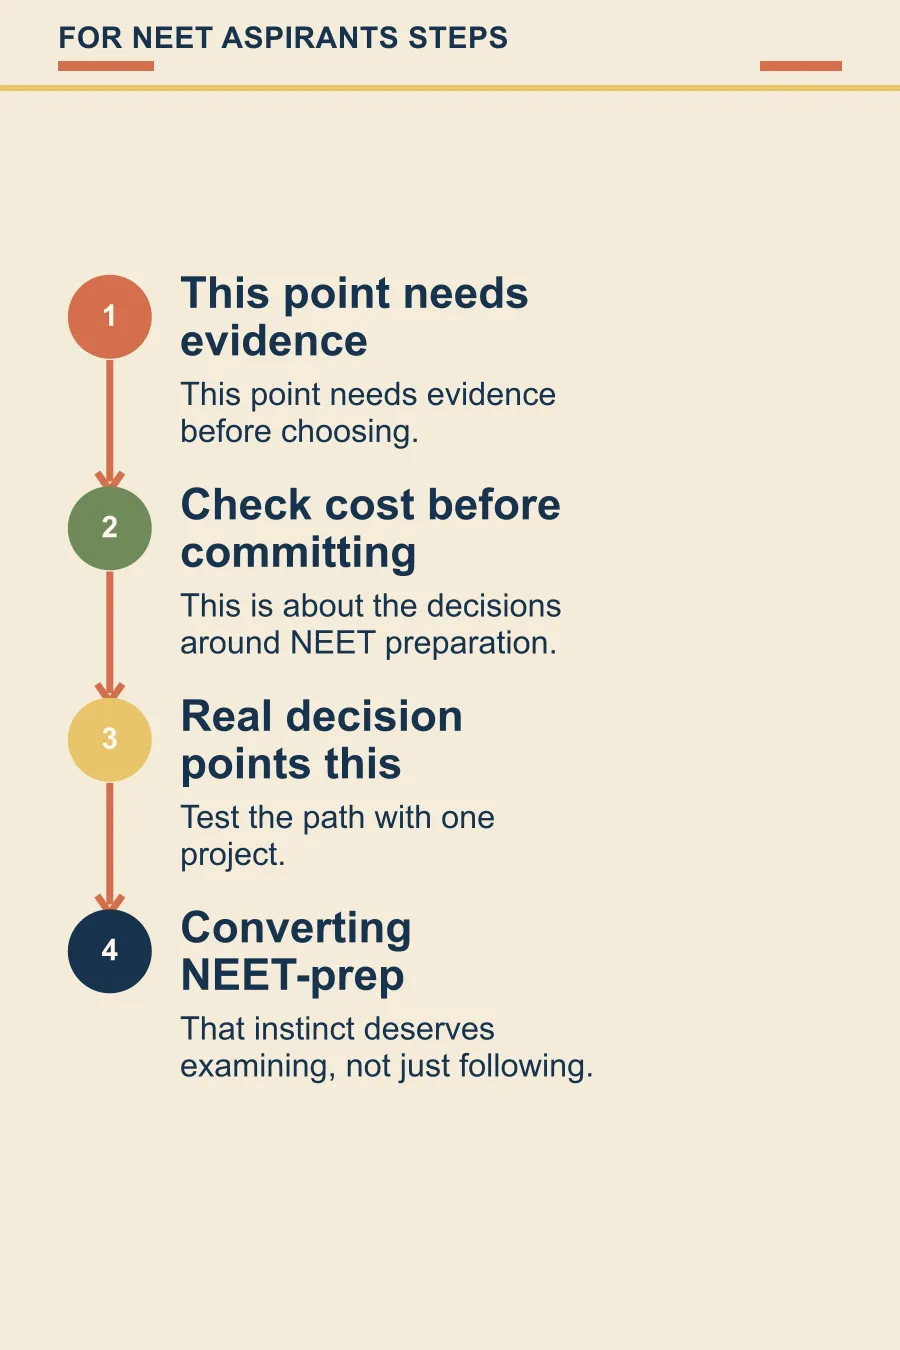 FOR NEET ASPIRANTS STEPS
1
This point needs
evidence
This point needs evidence
before choosing.
2
Check cost before
committing
This is about the decisions
around NEET preparation.
3
Real decision
points this
Test the path with one
project.
4
Converting
NEET-prep
That instinct deserves
examining, not just following.